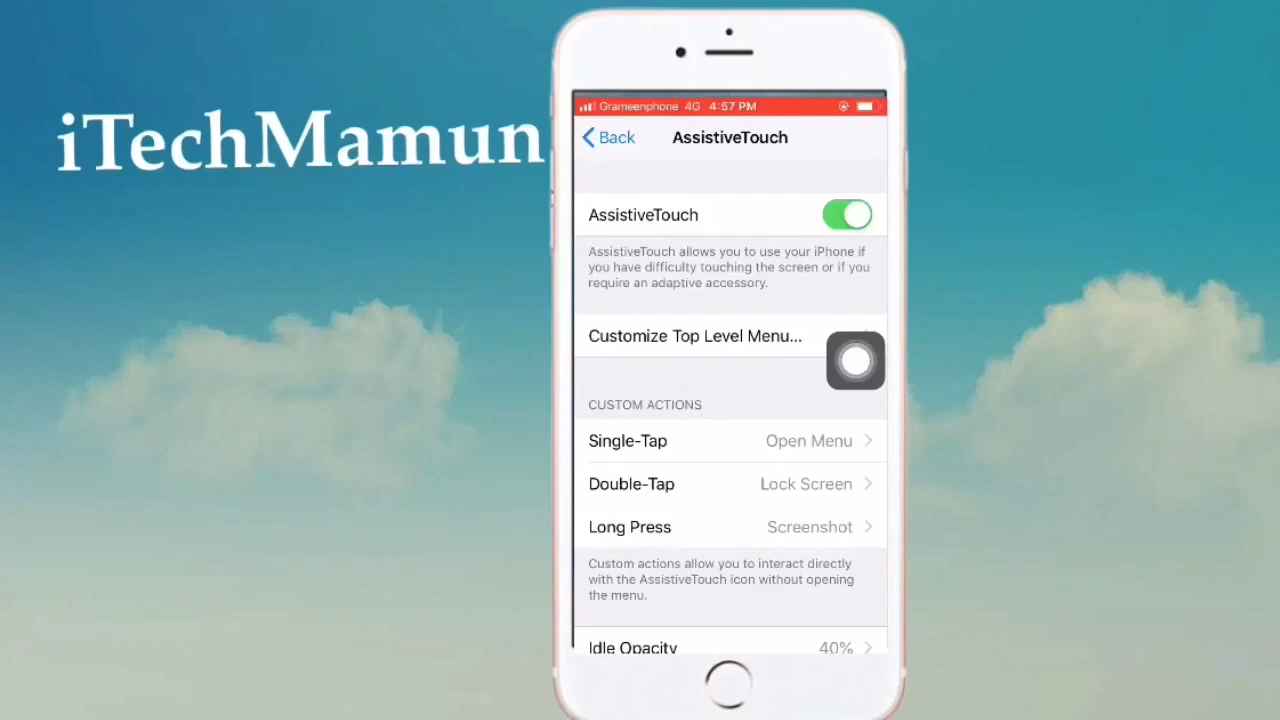 iTechMamun
Grameenphone 4G 4:57 PM
Back AssistiveTouch
AssistiveTouch
AssistiveTouch allows you to use your iPhone if
you have difficulty touching the screen or if you
require an adaptive accessory.
Customize Top Level Menu...
CUSTOM ACTIONS
Single-Tap Open Menu
Double-Tap Lock Screen
Long Press Screenshot
Custom actions allow you to interact directly
with the AssistiveTouch icon without opening
the menu.
Idle Opacity 40%